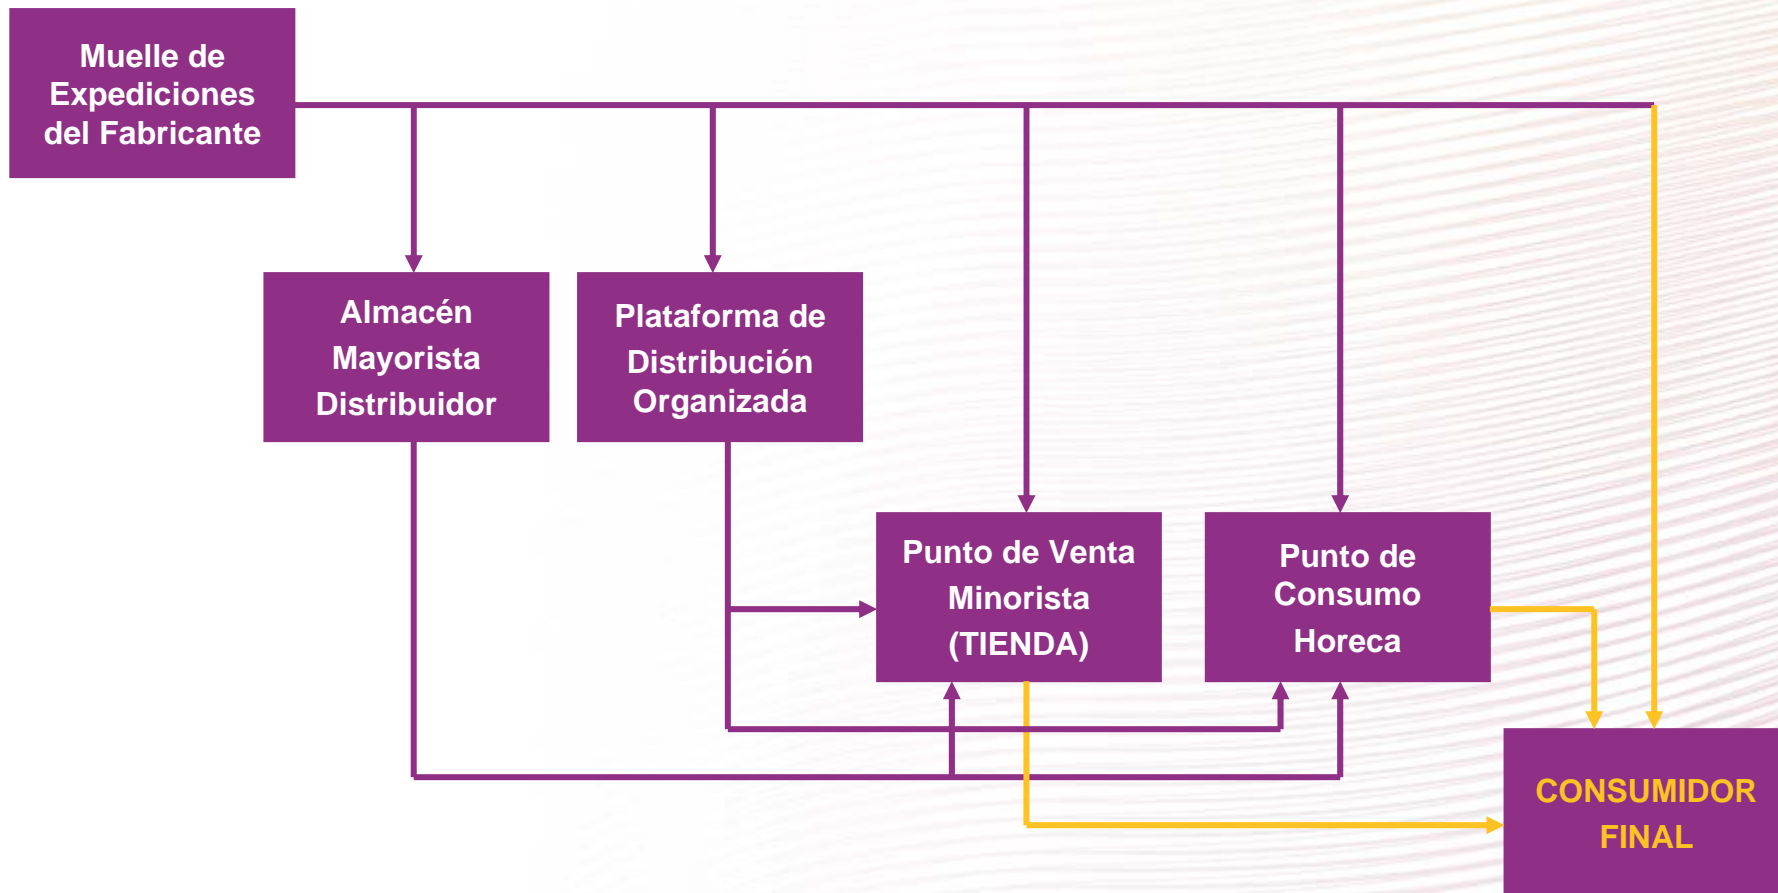 Muelle de
Expediciones
del Fabricante
Almacén
Mayorista
Distribuidor
Plataforma de
Distribución
Organizada
Punto de Venta
Minorista
(TIENDA)
Punto de
Consumo
Horeca
CONSUMIDOR
FINAL